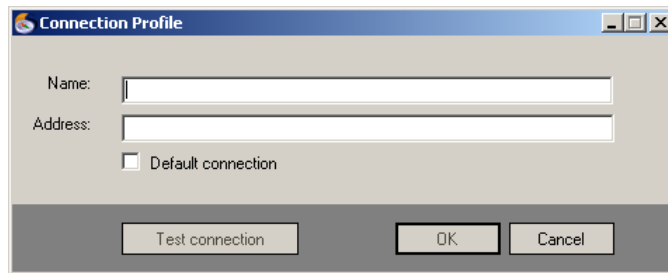 Connection Profile
Name:
Address:
Default connection
Test connection OK Cancel